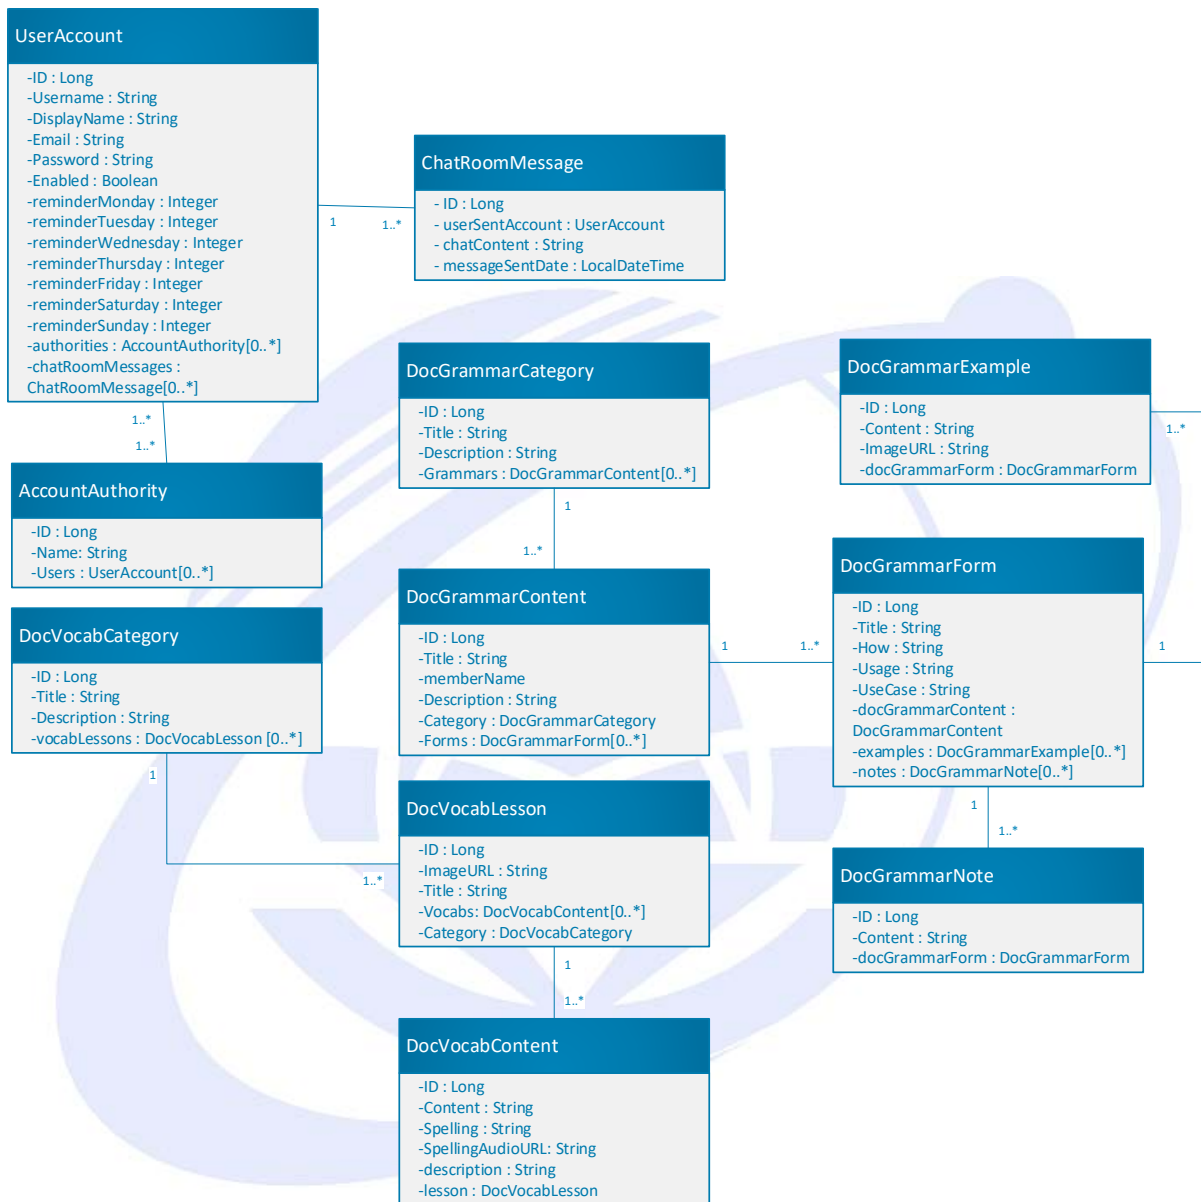 UserAccount
-ID : Long
-Username : String
-DisplayName : String
-Email : String
-Password : String
-Enabled : Boolean
-reminderMonday : Integer
-reminderTuesday : Integer
-reminderWednesday : Integer
-reminderThursday : Integer
-reminderFriday : Integer
-reminderSaturday : Integer
-reminderSunday : Integer
-authorities : AccountAuthority[0..*]
-chatRoomMessages :
ChatRoomMessage[0..*]
1
1..*
ChatRoomMessage
- ID : Long
- userSentAccount : UserAccount
- chatContent : String
- messageSentDate : LocalDateTime
1..*
1..*
AccountAuthority
-ID : Long
-Name: String
-Users : UserAccount[0..*]
DocGrammarCategory
-ID : Long
-Title : String
-Description : String
-Grammars : DocGrammarContent[0..*]
1
1..*
DocGrammarExample
-ID : Long
-Content : String
-ImageURL : String
-docGrammarForm : DocGrammarForm
1..*
DocGrammarContent
-ID : Long
-Title : String
-memberName
-Description : String
-Category : DocGrammarCategory
-Forms : DocGrammarForm[0..*]
1
1..*
DocGrammarForm
-ID : Long
-Title : String
-How : String
-Usage : String
-UseCase : String
-docGrammarContent :
DocGrammarContent
-examples : DocGrammarExample[0..*]
-notes : DocGrammarNote[0..*]
1
1
1..*
DocGrammarNote
-ID : Long
-Content : String
-docGrammarForm : DocGrammarForm
DocVocabCategory
-ID : Long
-Title : String
-Description : String
-vocabLessons : DocVocabLesson [0..*]
1
1..*
DocVocabLesson
-ID : Long
-ImageURL : String
-Title : String
-Vocabs: DocVocabContent[0..*]
-Category : DocVocabCategory
1
1..*
DocVocabContent
-ID : Long
-Content : String
-Spelling : String
-SpellingAudioURL: String
-description : String
-lesson : DocVocabLesson